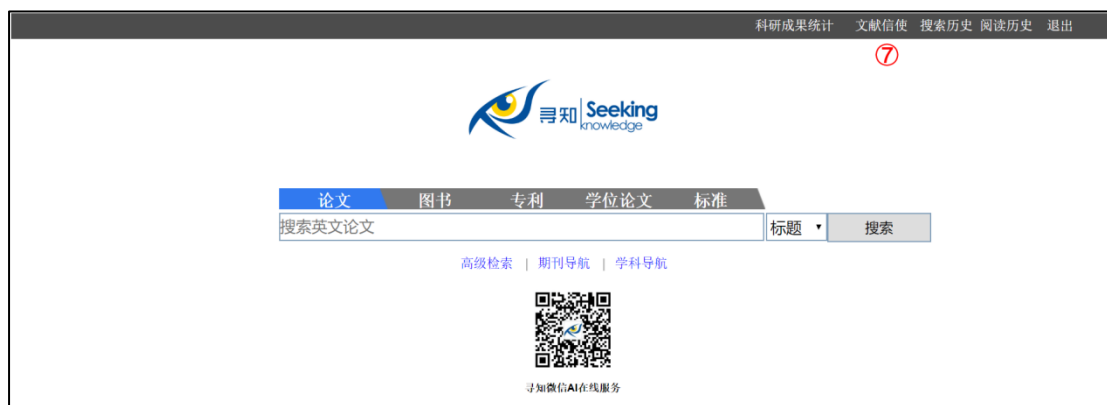 科研成果统计 文献信使 搜索历史 阅读历史 退出
⑦
寻知 Seeking
knowledge
论文 图书 专利 学位论文 标准
搜索英文论文 标题 搜索
高级检索 | 期刊导航 | 学科导航
寻知微信AI在线服务